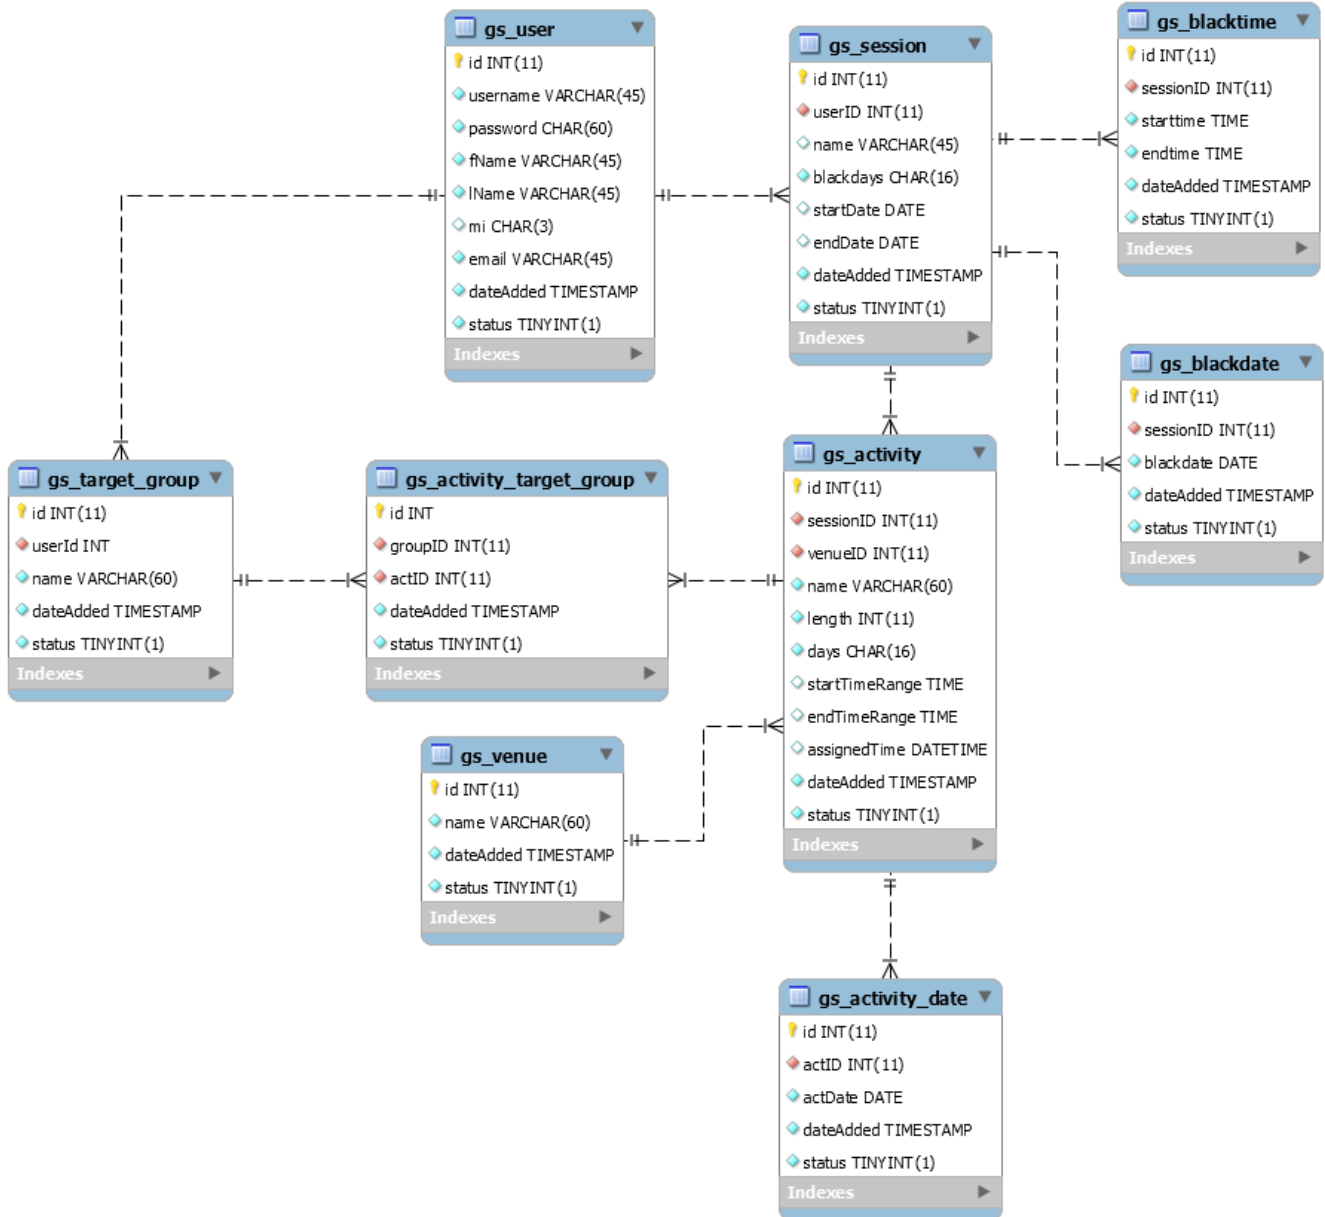 gs_user
id INT(11)
username VARCHAR(45)
password CHAR(60)
fName VARCHAR(45)
lName VARCHAR(45)
mi CHAR(3)
email VARCHAR(45)
dateAdded TIMESTAMP
status TINYINT(1)
Indexes
gs_session
id INT(11)
userID INT(11)
name VARCHAR(45)
blackdays CHAR(16)
startDate DATE
endDate DATE
dateAdded TIMESTAMP
status TINYINT(1)
Indexes
gs_blacktime
id INT(11)
sessionID INT(11)
starttime TIME
endtime TIME
dateAdded TIMESTAMP
status TINYINT(1)
Indexes
gs_blackdate
id INT(11)
sessionID INT(11)
blackdate DATE
dateAdded TIMESTAMP
status TINYINT(1)
Indexes
gs_target_group
id INT(11)
userId INT
name VARCHAR(60)
dateAdded TIMESTAMP
status TINYINT(1)
Indexes
gs_activity_target_group
id INT
groupID INT(11)
actID INT(11)
dateAdded TIMESTAMP
status TINYINT(1)
Indexes
gs_activity
id INT(11)
sessionID INT(11)
venueID INT(11)
name VARCHAR(60)
length INT(11)
days CHAR(16)
startTimeRange TIME
endTimeRange TIME
assignedTime DATETIME
dateAdded TIMESTAMP
status TINYINT(1)
Indexes
gs_venue
id INT(11)
name VARCHAR(60)
dateAdded TIMESTAMP
status TINYINT(1)
Indexes
gs_activity_date
id INT(11)
actID INT(11)
actDate DATE
dateAdded TIMESTAMP
status TINYINT(1)
Indexes